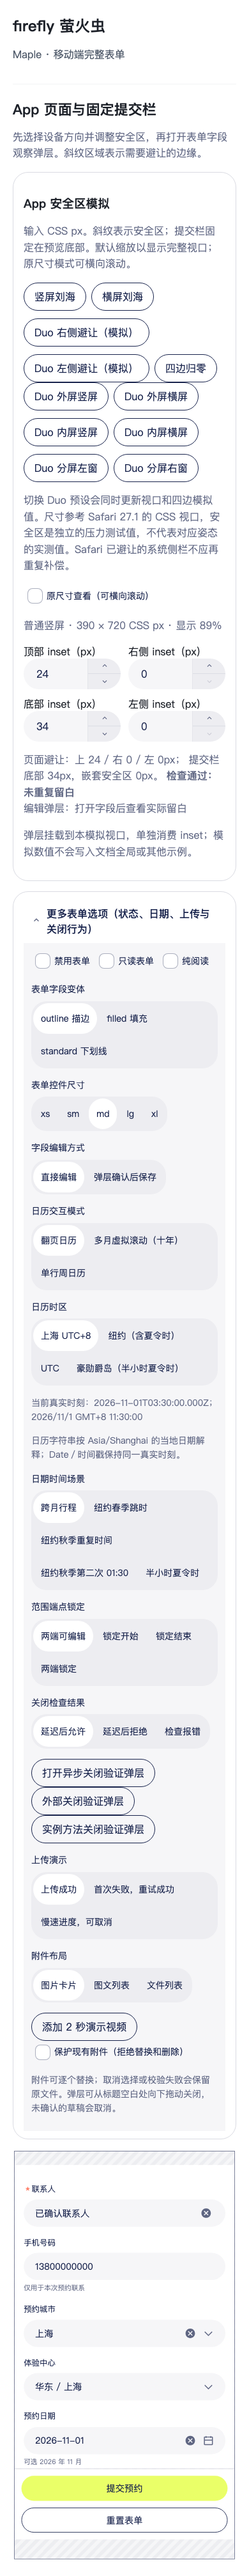 firefly 萤火虫
Maple · 移动端完整表单
App 页面与固定提交栏
先选择设备方向并调整安全区，再打开表单字段
观察弹层。斜纹区域表示需要避让的边缘。
App 安全区模拟
输入 CSS px。斜纹表示安全区；提交栏固
定在预览底部。默认缩放以显示完整视口；
原尺寸模式可横向滚动。
竖屏刘海 横屏刘海
Duo 右侧避让（模拟）
Duo 左侧避让（模拟） 四边归零
Duo 外屏竖屏 Duo 外屏横屏
Duo 内屏竖屏 Duo 内屏横屏
Duo 分屏左窗 Duo 分屏右窗
切换 Duo 预设会同时更新视口和四边模拟
值。尺寸参考 Safari 27.1 的 CSS 视口，安
全区是独立的压力测试值，不代表对应姿态
的实测值。Safari 已避让的系统侧栏不应再
重复补偿。
原尺寸查看（可横向滚动）
普通竖屏 · 390 × 720 CSS px · 显示 89%
顶部 inset（px） 右侧 inset（px）
24 0
底部 inset（px） 左侧 inset（px）
34 0
页面避让：上 24 / 右 0 / 左 0px； 提交栏
底部 34px，嵌套安全区 0px。 检查通过：
未重复留白
编辑弹层：打开字段后查看实际留白
弹层挂载到本模拟视口，单独消费 inset；模
拟数值不会写入文档全局或其他示例。
更多表单选项（状态、日期、上传与
关闭行为）
禁用表单 只读表单 纯阅读
表单字段变体
outline 描边 filled 填充
standard 下划线
表单控件尺寸
xs sm md lg xl
字段编辑方式
直接编辑 弹层确认后保存
日历交互模式
翻页日历 多月虚拟滚动（十年）
单行周日历
日历时区
上海 UTC+8 纽约（含夏令时）
UTC 豪勋爵岛（半小时夏令时）
当前真实时刻：2026-11-01T03:30:00.000Z；
2026/11/1 GMT+8 11:30:00
日历字符串按 Asia/Shanghai 的当地日期解
释；Date / 时间戳保持同一真实时刻。
日期时间场景
跨月行程 纽约春季跳时
纽约秋季重复时间
纽约秋季第二次 01:30 半小时夏令时
范围端点锁定
两端可编辑 锁定开始 锁定结束
两端锁定
关闭检查结果
延迟后允许 延迟后拒绝 检查报错
打开异步关闭验证弹层
外部关闭验证弹层
实例方法关闭验证弹层
上传演示
上传成功 首次失败，重试成功
慢速进度，可取消
附件布局
图片卡片 图文列表 文件列表
添加 2 秒演示视频
保护现有附件（拒绝替换和删除）
附件可逐个替换；取消选择或校验失败会保留
原文件。弹层可从标题空白处向下拖动关闭，
未确认的草稿会取消。
* 联系人
已确认联系人
手机号码
13800000000
仅用于本次预约联系
预约城市
上海
体验中心
华东 / 上海
预约日期
2026-11-01
可选 2026 年 11 月
提交预约
重置表单